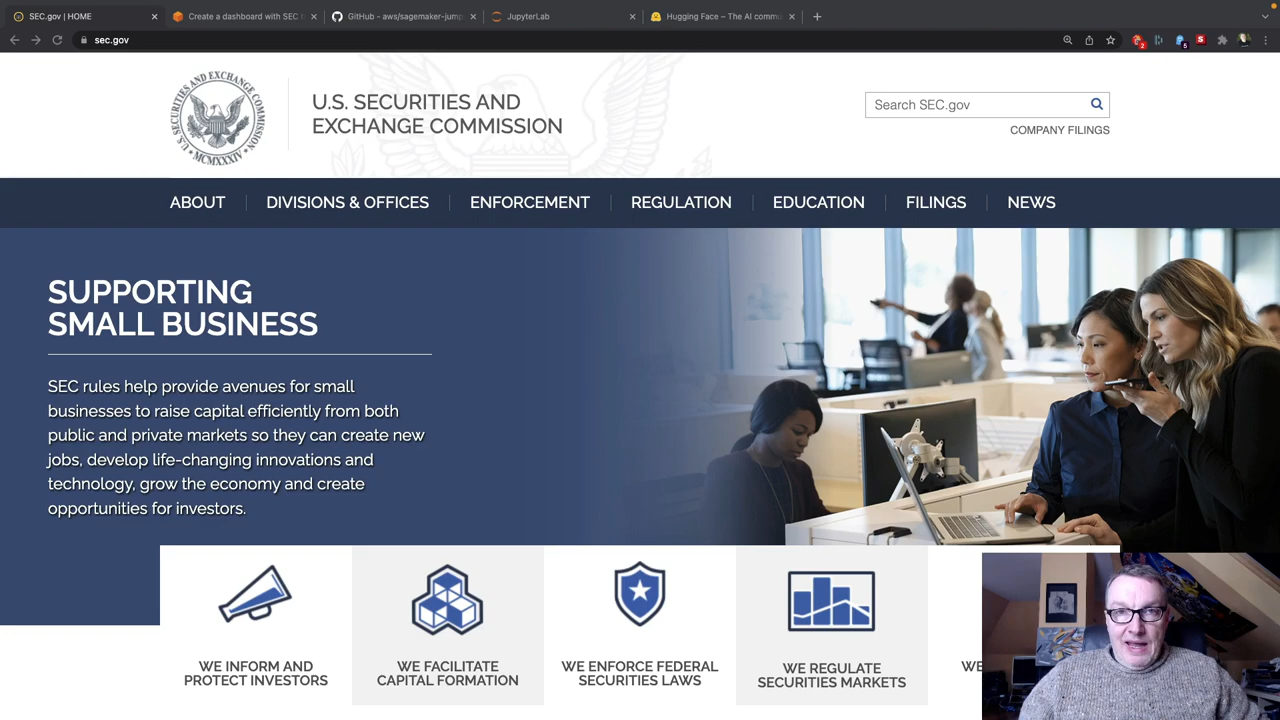 SEC.gov | HOME
Create a dashboard with SEC
GitHub - aws/sagemaker-jump
JupyterLab
Hugging Face – The AI commu
sec.gov
2
5
S
U.S. SECURITIES AND EXCHANGE COMMISSION
MCMXXXIV
U.S. SECURITIES AND
EXCHANGE COMMISSION
Search SEC.gov
COMPANY FILINGS
ABOUT
DIVISIONS & OFFICES
ENFORCEMENT
REGULATION
EDUCATION
FILINGS
NEWS
SUPPORTING
SMALL BUSINESS
SEC rules help provide avenues for small
businesses to raise capital efficiently from both
public and private markets so they can create new
jobs, develop life-changing innovations and
technology, grow the economy and create
opportunities for investors.
WE INFORM AND
PROTECT INVESTORS
WE FACILITATE
CAPITAL FORMATION
WE ENFORCE FEDERAL
SECURITIES LAWS
WE REGULATE
SECURITIES MARKETS
WE